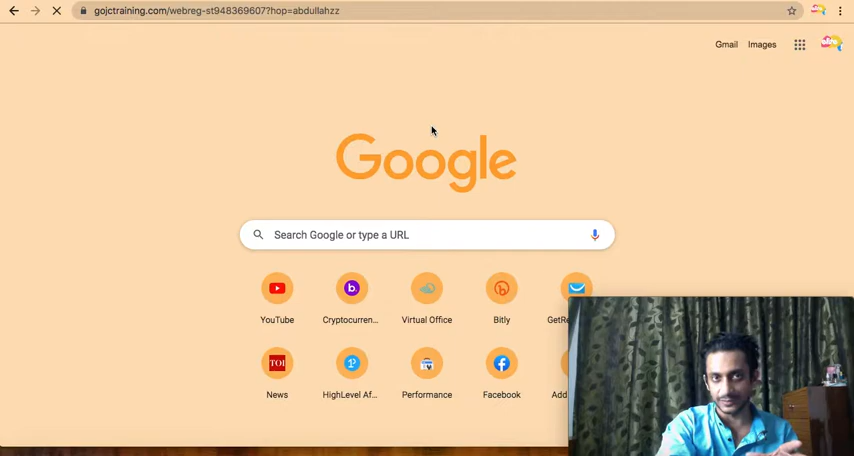 gojctraining.com/webreg-st948369607?hop=abdullahzz
Gmail Images
Google
Search Google or type a URL
YouTube Cryptocurren... Virtual Office Bitly GetRe
TOI
News HighLevel Af... Performance Facebook Add